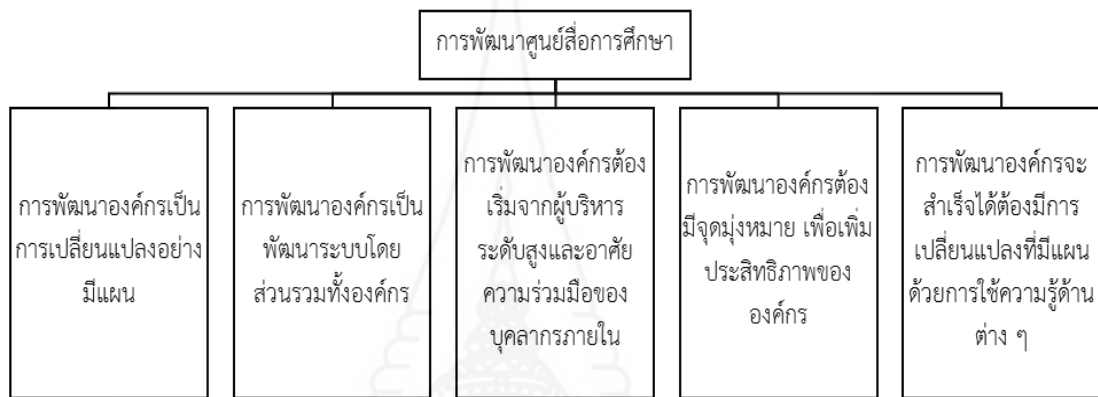 การพัฒนาศูนย์สื่อการศึกษา
การพัฒนาองค์กรเป็น
การเปลี่ยนแปลงอย่าง
มีแผน
การพัฒนาองค์กรเป็น
พัฒนาระบบโดย
ส่วนรวมทั้งองค์กร
การพัฒนาองค์กรต้อง
เริ่มจากผู้บริหาร
ระดับสูงและอาศัย
ความร่วมมือของ
บุคลากรภายใน
การพัฒนาองค์กรต้อง
มีจุดมุ่งหมาย เพื่อเพิ่ม
ประสิทธิภาพของ
องค์กร
การพัฒนาองค์กรจะ
สำเร็จได้ต้องมีการ
เปลี่ยนแปลงที่มีแผน
ด้วยการใช้ความรู้ด้าน
ต่าง ๆ